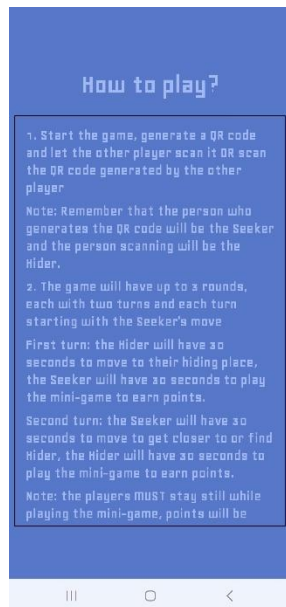 How to play?
1. Start the game, generate a QR code
and let the other player scan it OR scan
the QR code generated by the other
player
Note: Remember that the person who
generates the QR code will be the Seeker
and the person scanning will be the
Hider.
2. The game will have up to 3 rounds,
each with two turns and each turn
starting with the Seeker's move
First turn: the Hider will have 30
seconds to move to their hiding place,
the Seeker will have 30 seconds to play
the mini-game to earn points.
Second turn: the Seeker will have 30
seconds to move to get closer to or find
Hider, the Hider will have 30 seconds to
play the mini-game to earn points.
Note: the players MUST stay still while
playing the mini-game, points will be